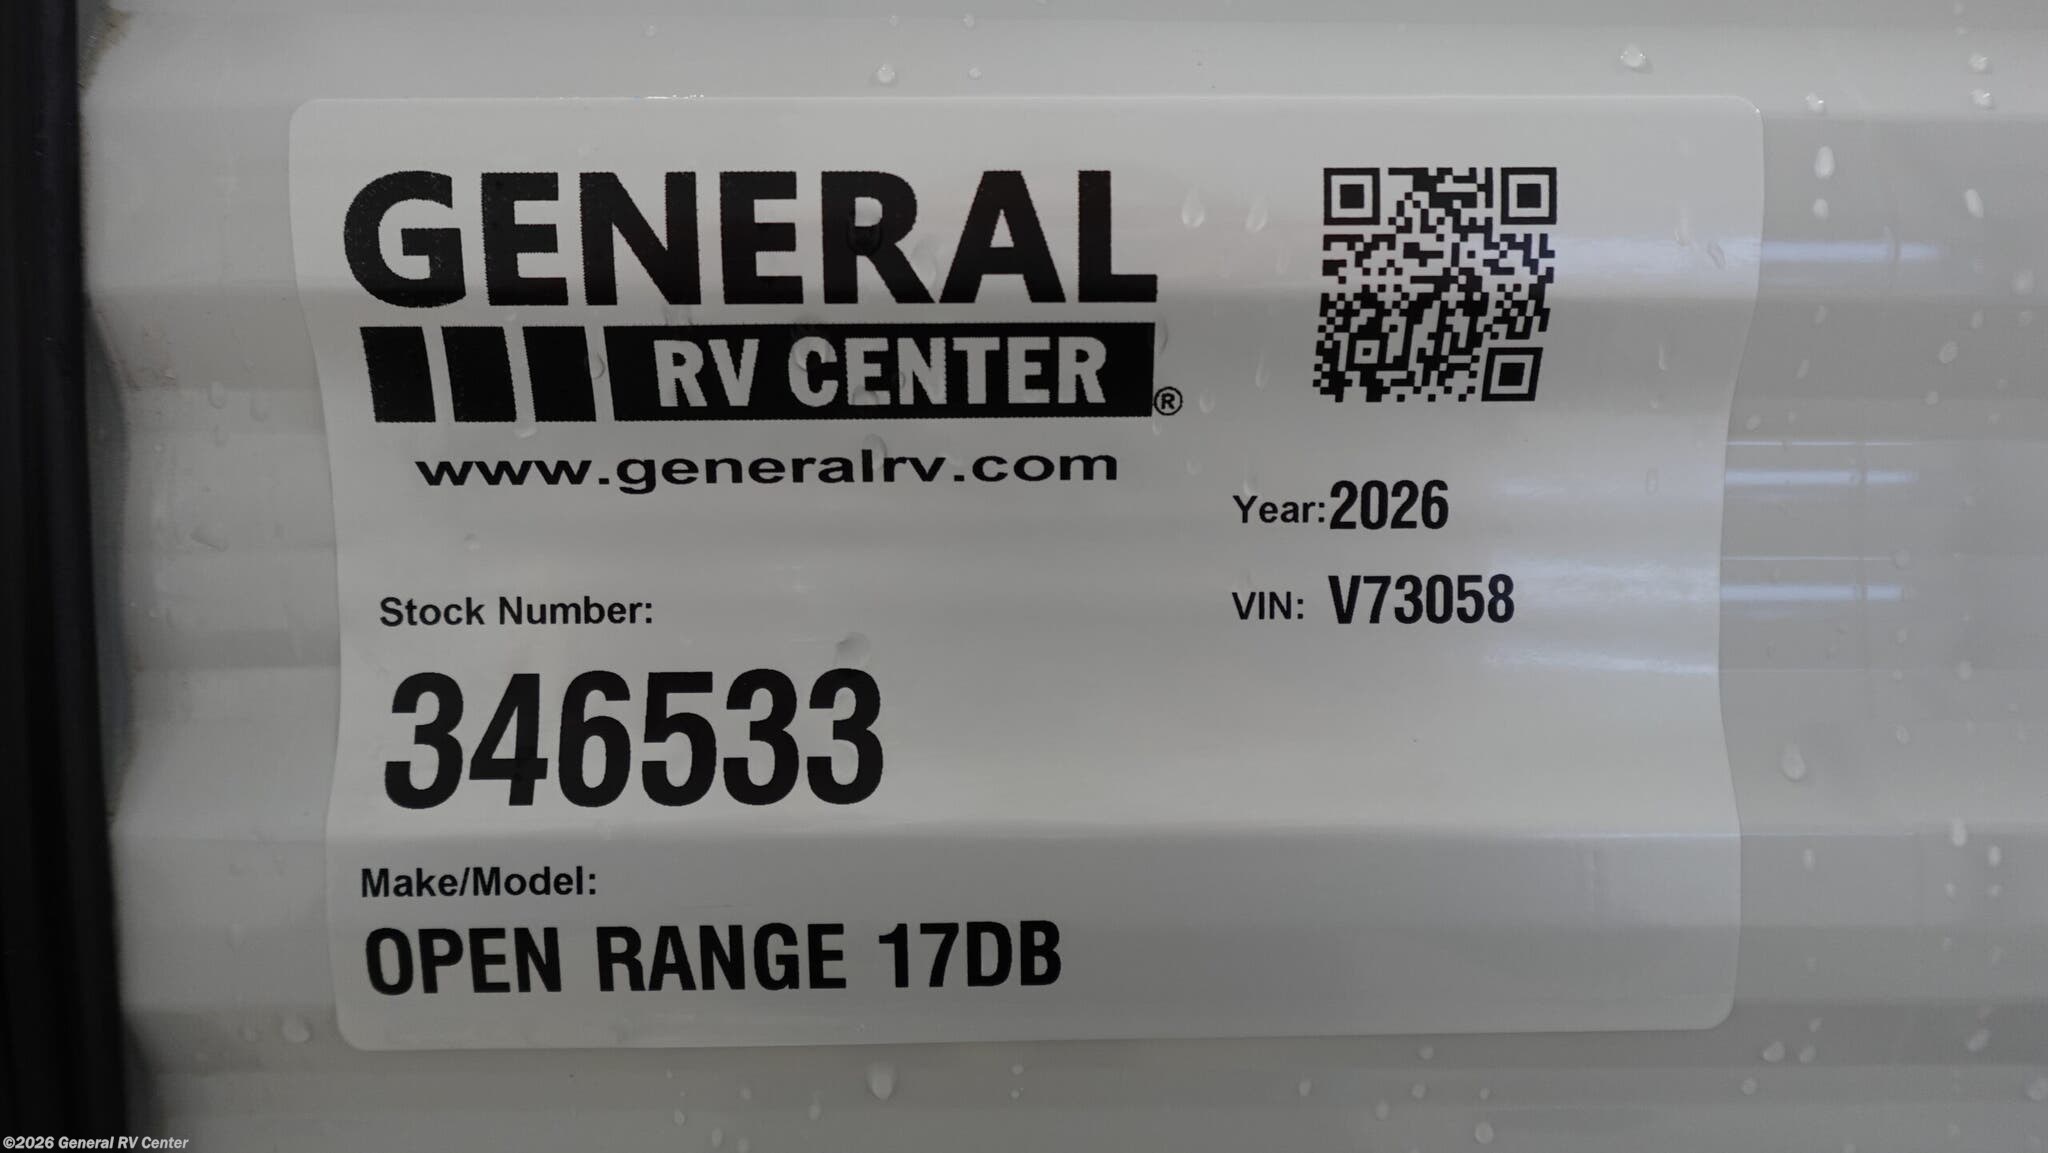 GENERAL
RV CENTER®
www.generalrv.com
Year: 2026
VIN: V73058
Stock Number:
346533
Make/Model:
OPEN RANGE 17DB
©2026 General RV Center